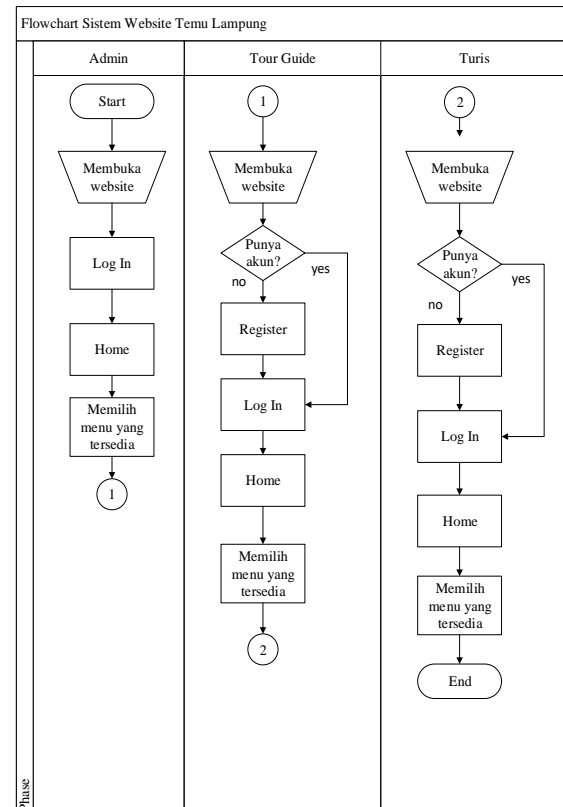 Flowchart Sistem Website Temu Lampung
Admin
Tour Guide
Turis
Start
Membuka
website
Log In
Home
Memilih
menu yang
tersedia
1
1
Membuka
website
Punya
akun?
yes
no
Register
Log In
Home
Memilih
menu yang
tersedia
2
2
Membuka
website
Punya
akun?
yes
no
Register
Log In
Home
Memilih
menu yang
tersedia
End
Phase